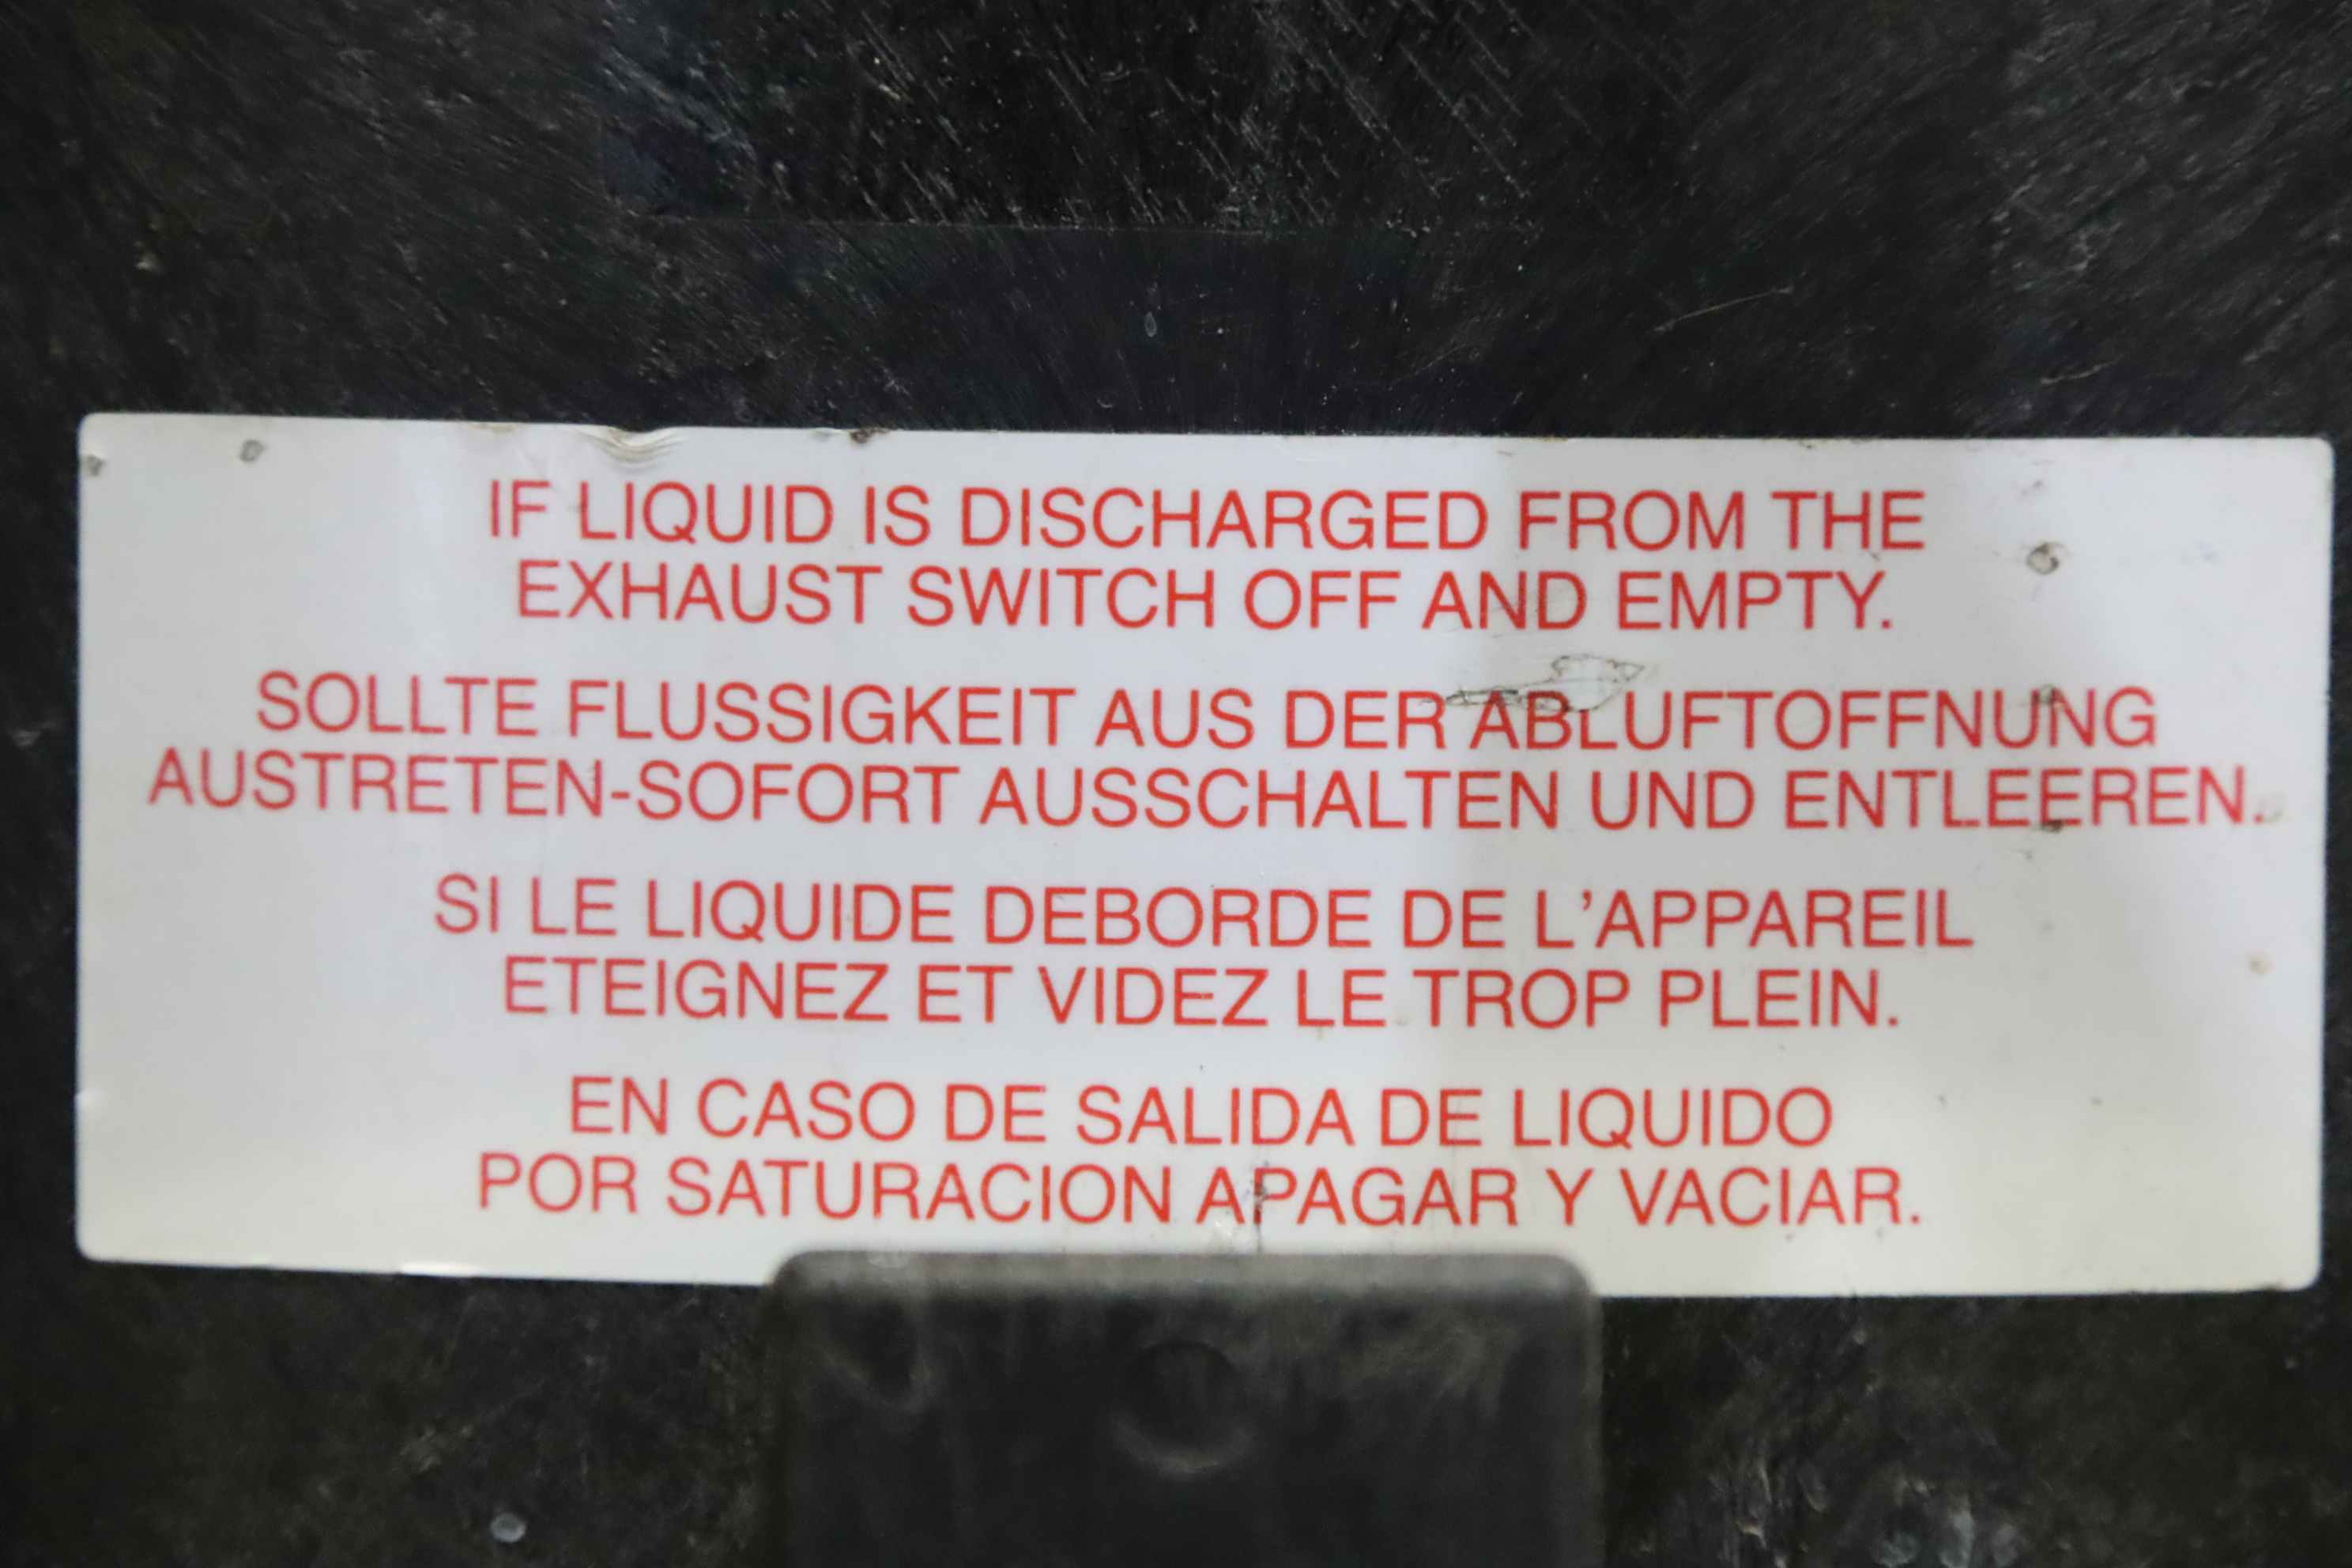 IF LIQUID IS DISCHARGED FROM THE
EXHAUST SWITCH OFF AND EMPTY.
SOLLTE FLUSSIGKEIT AUS DER ABLUFTOFFNUNG
AUSTRETEN-SOFORT AUSSCHALTEN UND ENTLEEREN.
SI LE LIQUIDE DEBORDE DE L'APPAREIL
ETEIGNEZ ET VIDEZ LE TROP PLEIN.
EN CASO DE SALIDA DE LIQUIDO
POR SATURACION APAGAR Y VACIAR.